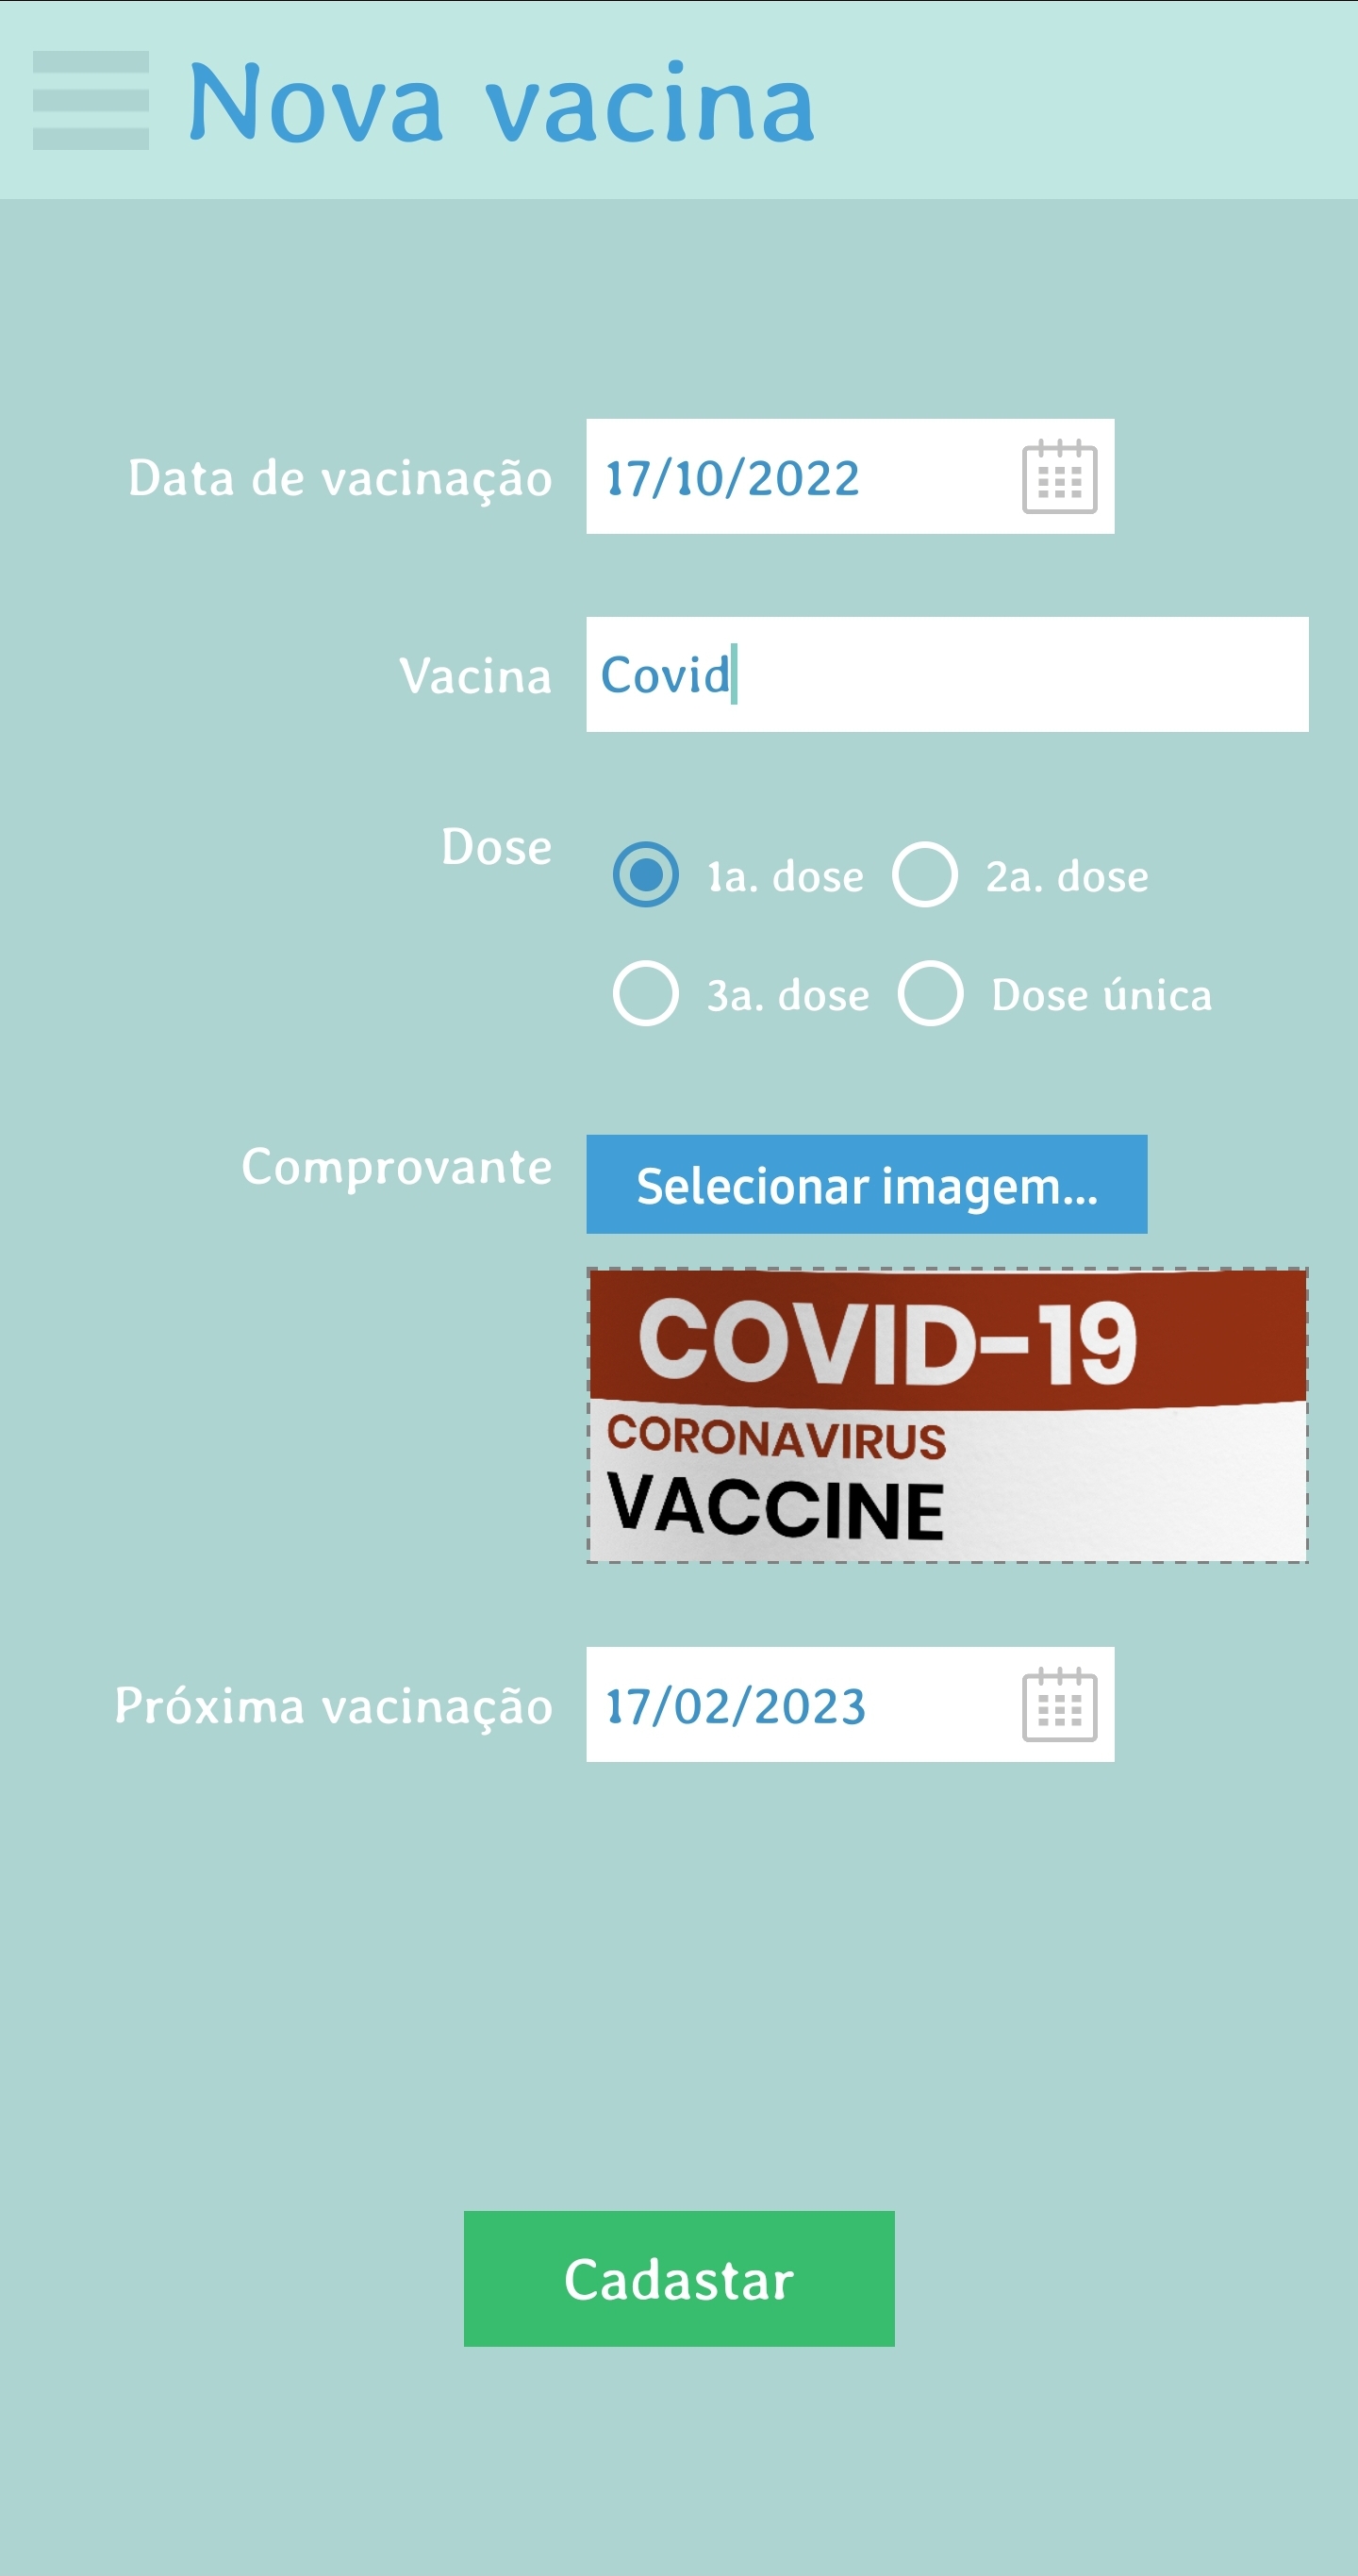 Nova vacina
Data de vacinação 17/10/2022
Vacina Covid
Dose 1a. dose 2a. dose
3a. dose Dose única
Comprovante Selecionar imagem...
COVID-19
CORONAVIRUS
VACCINE
Próxima vacinação 17/02/2023
Cadastar